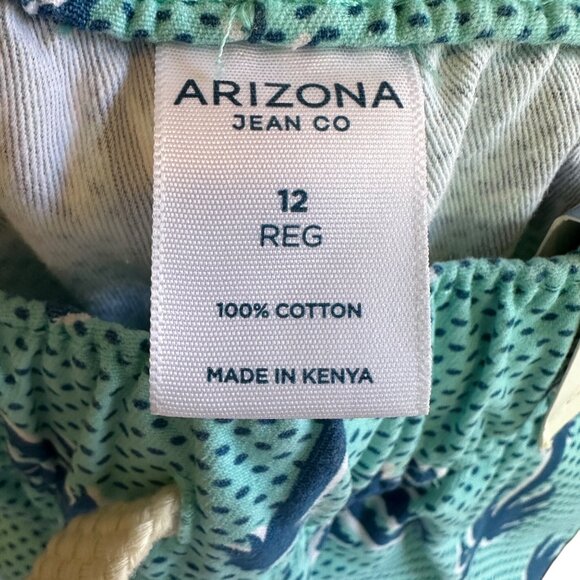 ARIZONA
JEAN CO
12
REG
100% COTTON
MADE IN KENYA